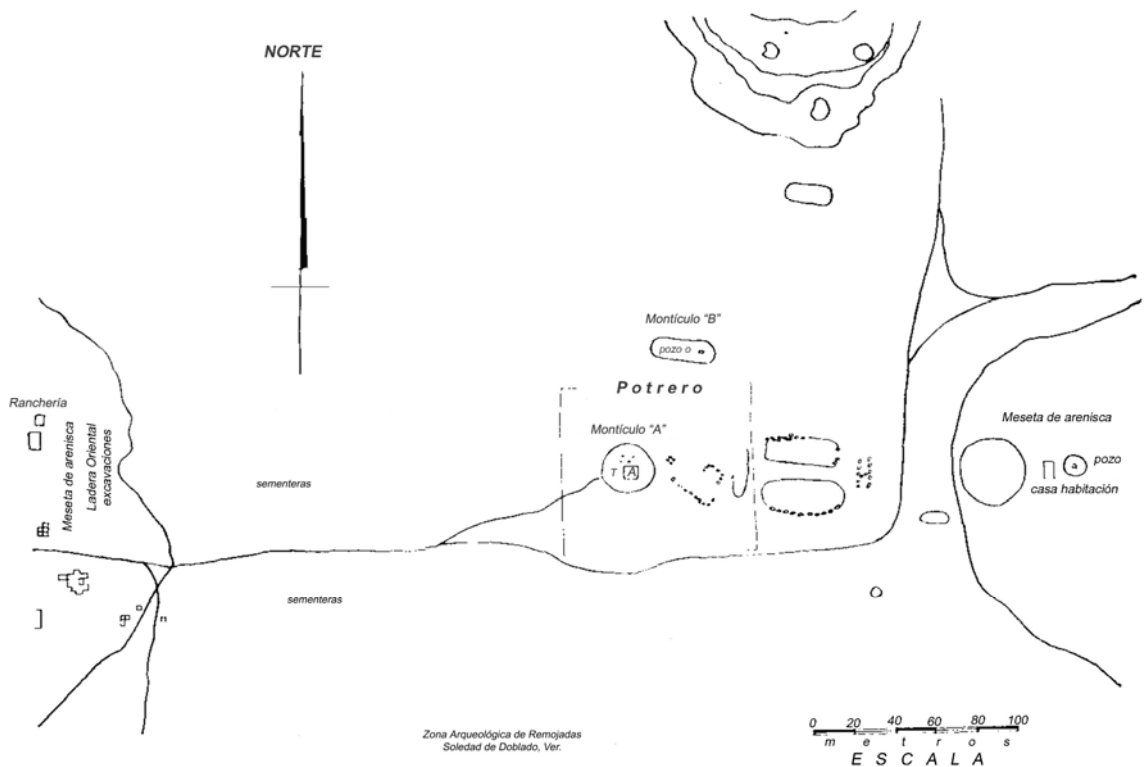 NORTE
Montículo "B"
pozo o
Potrero
Ranchería
Meseta de arenisca
Ladera Oriental
excavaciones
Montículo "A"
T A
sementeras
Meseta de arenisca
pozo
casa habitación
sementeras
Zona Arqueológica de Remojadas
Soledad de Doblado, Ver.
0 20 40 60 80 100
m e t r o s
E S C A L A